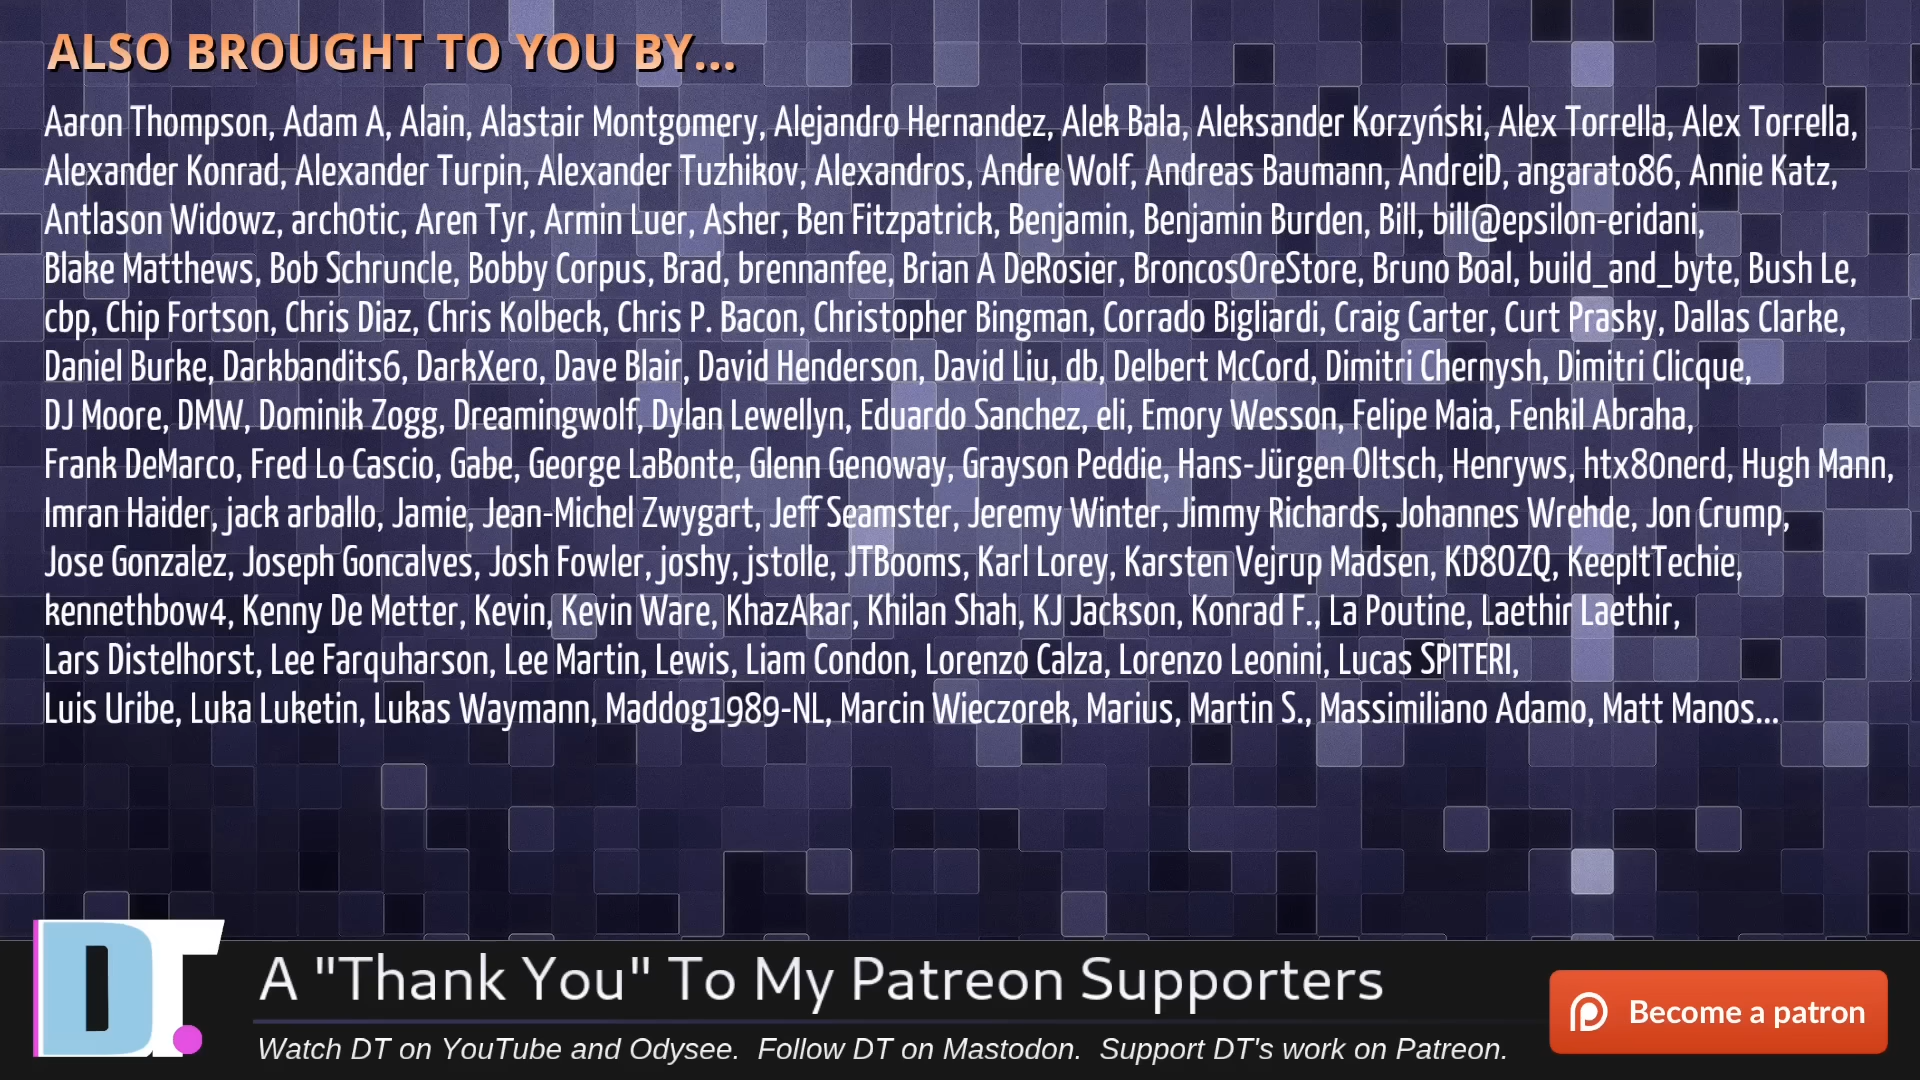 ALSO BROUGHT TO YOU BY...
Aaron Thompson, Adam A, Alain, Alastair Montgomery, Alejandro Hernandez, Alek Bala, Aleksander Korzyński, Alex Torrella, Alex Torrella,
Alexander Konrad, Alexander Turpin, Alexander Tuzhikov, Alexandros, Andre Wolf, Andreas Baumann, AndreiD, angarato86, Annie Katz,
Antlason Widowz, arch0tic, Aren Tyr, Armin Luer, Asher, Ben Fitzpatrick, Benjamin, Benjamin Burden, Bill, bill@epsilon-eridani,
Blake Matthews, Bob Schruncle, Bobby Corpus, Brad, brennanfee, Brian A DeRosier, BroncosOreStore, Bruno Boal, build_and_byte, Bush Le,
cbp, Chip Fortson, Chris Diaz, Chris Kolbeck, Chris P. Bacon, Christopher Bingman, Corrado Bigliardi, Craig Carter, Curt Prasky, Dallas Clarke,
Daniel Burke, Darkbandits6, DarkXero, Dave Blair, David Henderson, David Liu, db, Delbert McCord, Dimitri Chernysh, Dimitri Clicque,
DJ Moore, DMW, Dominik Zogg, Dreamingwolf, Dylan Lewellyn, Eduardo Sanchez, eli, Emory Wesson, Felipe Maia, Fenkil Abraha,
Frank DeMarco, Fred Lo Cascio, Gabe, George LaBonte, Glenn Genoway, Grayson Peddie, Hans-Jürgen Oltsch, Henryws, htx80nerd, Hugh Mann,
Imran Haider, jack arballo, Jamie, Jean-Michel Zwygart, Jeff Seamster, Jeremy Winter, Jimmy Richards, Johannes Wrehde, Jon Crump,
Jose Gonzalez, Joseph Goncalves, Josh Fowler, joshy, jstolle, JTBooms, Karl Lorey, Karsten Vejrup Madsen, KD8OZQ, KeepItTechie,
kennethbow4, Kenny De Metter, Kevin, Kevin Ware, KhazAkar, Khilan Shah, KJ Jackson, Konrad F., La Poutine, Laethir Laethir,
Lars Distelhorst, Lee Farquharson, Lee Martin, Lewis, Liam Condon, Lorenzo Calza, Lorenzo Leonini, Lucas SPITERI,
Luis Uribe, Luka Luketin, Lukas Waymann, Maddog1989-NL, Marcin Wieczorek, Marius, Martin S., Massimiliano Adamo, Matt Manos...
DT.
A "Thank You" To My Patreon Supporters
Become a patron
Watch DT on YouTube and Odysee. Follow DT on Mastodon. Support DT's work on Patreon.